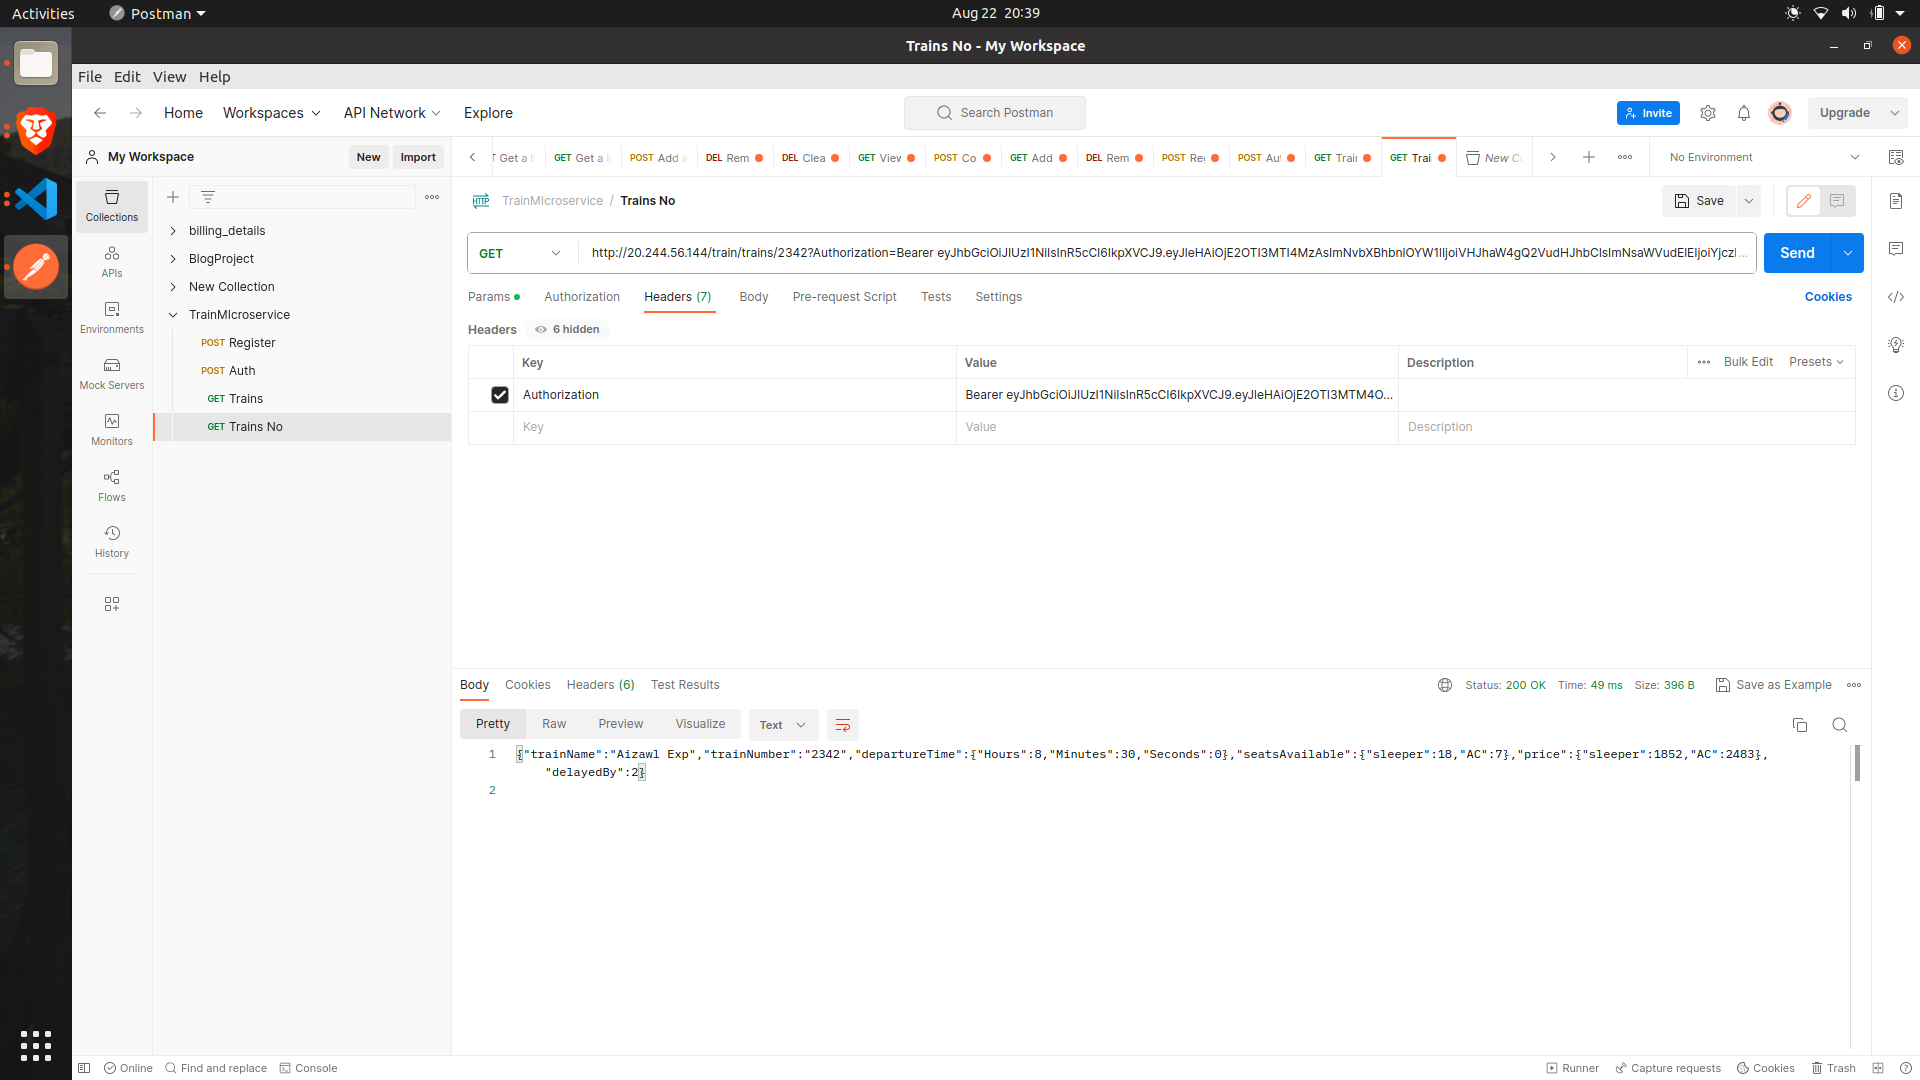 Activities Postman Aug 22 20:39
Trains No - My Workspace
File Edit View Help
Home Workspaces API Network Explore Search Postman Invite Upgrade
My Workspace New Import
Get a GET Get a POST Add DEL Rem DEL Clea GET View POST Co GET Add DEL Rem POST Re POST Au GET Trai GET Trai New C No Environment
Collections
APIs
Environments
Mock Servers
Monitors
Flows
History
billing_details
BlogProject
New Collection
TrainMIcroservice
POST Register
POST Auth
GET Trains
GET Trains No
HTTP TrainMIcroservice / Trains No Save
GET http://20.244.56.144/train/trains/2342?Authorization=Bearer Send
Params Authorization Headers (7) Body Pre-request Script Tests Settings Cookies
Headers 6 hidden
Key Value Description Bulk Edit Presets
Authorization Bearer
Key Value Description
Body Cookies Headers (6) Test Results Status: 200 OK Time: 49 ms Size: 396 B Save as Example
Pretty Raw Preview Visualize Text
1 {"trainName":"Aizawl Exp","trainNumber":"2342","departureTime":{"Hours":8,"Minutes":30,"Seconds":0},"seatsAvailable":{"sleeper":18,"AC":7},"price":{"sleeper":1852,"AC":2483},
"delayedBy":2}
2
Online Find and replace Console Runner Capture requests Cookies Trash